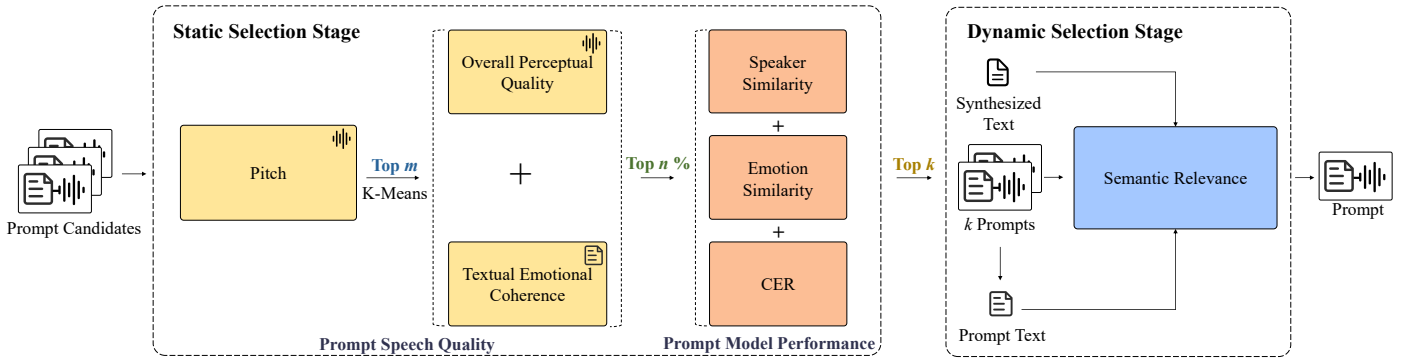 Static Selection Stage
Prompt Candidates
Pitch
Top m
K-Means
Overall Perceptual
Quality
+
Textual Emotional
Coherence
Prompt Speech Quality
Top n %
Speaker
Similarity
+
Emotion
Similarity
+
CER
Prompt Model Performance
Top k
Dynamic Selection Stage
Synthesized
Text
k Prompts
Prompt Text
Semantic Relevance
Prompt